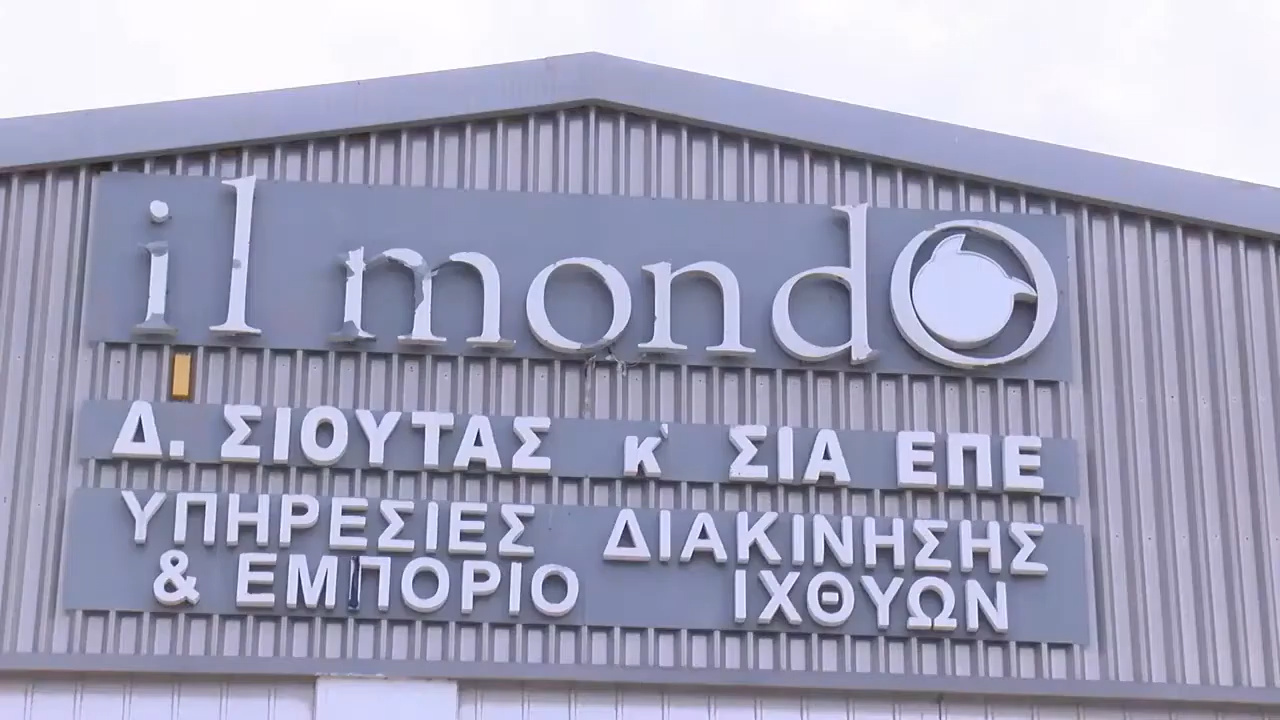 il mondo
Δ. ΣΙΟΥΤΑΣ κ' ΣΙΑ ΕΠΕ
ΥΠΗΡΕΣΙΕΣ ΔΙΑΚΙΝΗΣΗΣ
& ΕΜΠΟΡΙΟ ΙΧΘΥΩΝ